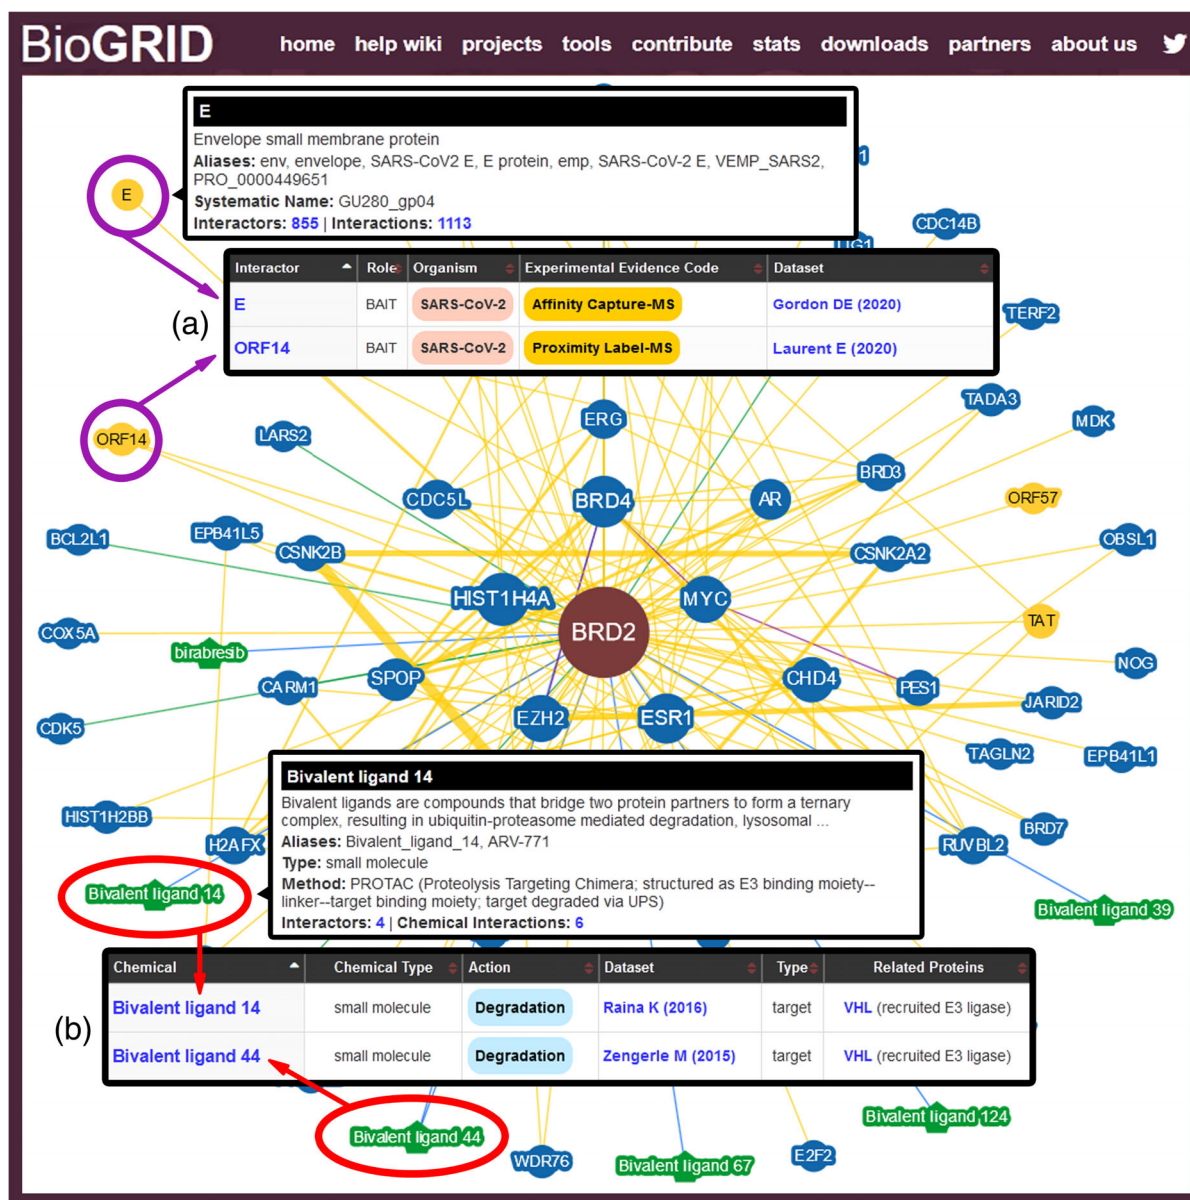 BioGRID home help wiki projects tools contribute stats downloads partners about us
E
Envelope small membrane protein
Aliases: env, envelope, SARS-CoV2 E, E protein, emp, SARS-CoV-2 E, VEMP_SARS2,
PRO_0000449651
Systematic Name: GU280_gp04
Interactors: 855 | Interactions: 1113
E
CDC14B
(a)
Interactor Role Organism Experimental Evidence Code Dataset
E BAIT SARS-CoV-2 Affinity Capture-MS Gordon DE (2020)
ORF14 BAIT SARS-CoV-2 Proximity Label-MS Laurent E (2020)
TERF2
TADA3
ERG
MDK
ORF14
LARS2
BRD3
CDC5L
BRD4
AR
ORF57
BCL2L1
EPB41L5
CSNK2B
CSNK2A2
OBSL1
HIST1H4A
MYC
COX5A
BRD2
TAT
birabresib
NOG
CARM1
SPOP
CHD4
PES1
JARID2
CDK5
EZH2
ESR1
TAGLN2
EPB41L1
HIST1H2BB
H2AFX
BRD7
RUVBL2
Bivalent ligand 14
Bivalent ligands are compounds that bridge two protein partners to form a ternary
complex, resulting in ubiquitin-proteasome mediated degradation, lysosomal ...
Aliases: Bivalent_ligand_14, ARV-771
Type: small molecule
Method: PROTAC (Proteolysis Targeting Chimera; structured as E3 binding moiety--
linker--target binding moiety; target degraded via UPS)
Interactors: 4 | Chemical Interactions: 6
Bivalent ligand 14
Bivalent ligand 39
(b)
Chemical Chemical Type Action Dataset Type Related Proteins
Bivalent ligand 14 small molecule Degradation Raina K (2016) target VHL (recruited E3 ligase)
Bivalent ligand 44 small molecule Degradation Zengerle M (2015) target VHL (recruited E3 ligase)
Bivalent ligand 124
Bivalent ligand 44
WDR76
Bivalent ligand 67
E2F2